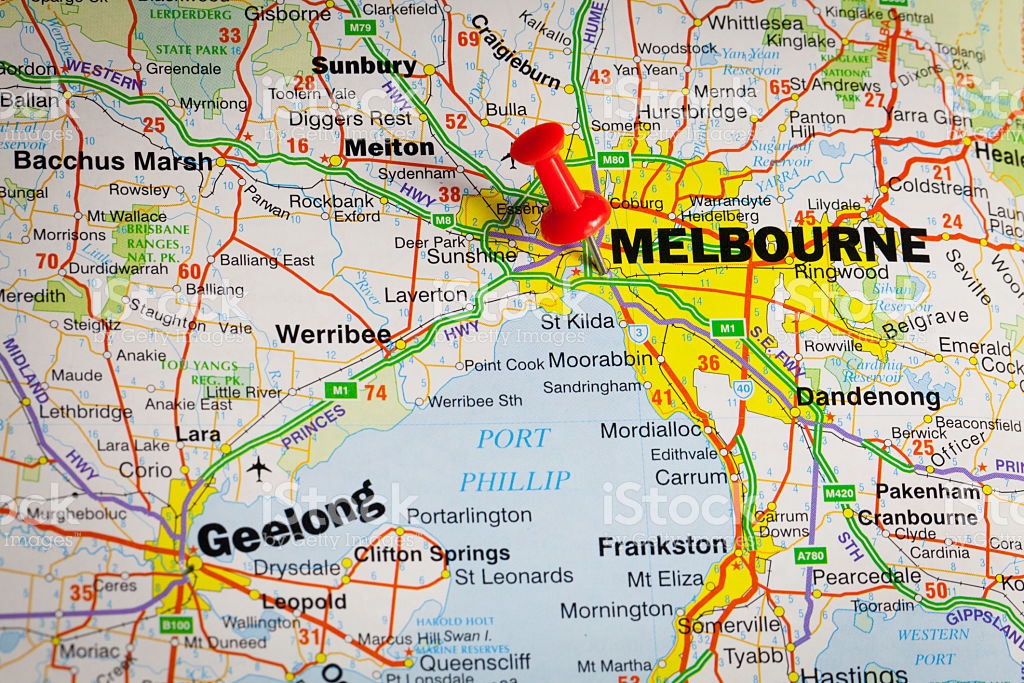 LERDERDERG
STATE PARK
33
Gisborne
M79
Clarkefield
69
Craigieburn
Kalkallo
HUME
Whittlesea
Kinglake Central
Kinglake
KINGLAKE
NATIONAL
PARK
MELBA
Toolangi
Dixons
Ck
25
Gordon
WESTERN
HWY
Greendale
Sunbury
HWY
28
Toolern Vale
Woodstock
Yan Yean
Reservoir
43
Yan Yean
Mernda
65
St Andrews
27
Ballan
Myrniong
25
Diggers Rest
52
Bulla
Hurstbridge
Somerton
Panton
Hill
Yarra Glen
Sugarloaf
Reservoir
16
Melton
M80
YARRA
Bacchus Marsh
Sydenham
HWY
38
21
Coldstream
Bungal
Rowsley
Parwan
Rockbank
Exford
M8
Coburg
Warrandyte
Heidelberg
45
Lilydale
24
Mt Wallace
BRISBANE
RANGES
NAT. PK.
Morrisons
Deer Park
Sunshine
MELBOURNE
70
Durdidwarrah
60
Balliang East
River
Ringwood
Silvan
Reservoir
Seville
Meredith
Balliang
Laverton
Steiglitz
Staughton Vale
Werribee
HWY
St Kilda
3
M1
S.E. FWY
Belgrave
MIDLAND
HWY
Anakie
YOU YANGS
REG. PK.
Point Cook
Moorabbin
36
Rowville
Emerald
Cardinia
Reservoir
Maude
Little River
M1
74
Sandringham
41
40
Lethbridge
Anakie East
PRINCES
Werribee Sth
Dandenong
Lara
PORT
Mordialloc
Beaconsfield
Berwick
25
Officer
Lara Lake
Corio
Edithvale
PHILLIP
Carrum
M420
Pakenham
Murgheboluc
Geelong
Portarlington
Carrum
Downs
Cranbourne
Clyde
Cardinia
Frankston
A780
STH
Clifton Springs
Drysdale
St Leonards
Mt Eliza
Pearcedale
50
35
Ceres
Leopold
Mornington
Tooradin
GIPPSLAND
B100
Wallington
31
HAROLD HOLT
MARINE RESERVES
Swan I.
Marcus Hill
Somerville
WESTERN
PORT
Moriac
Mt Duneed
Queenscliff
Mt Martha
Tyabb
Pt Lonsdale
Hastings
iStock
by Getty Images